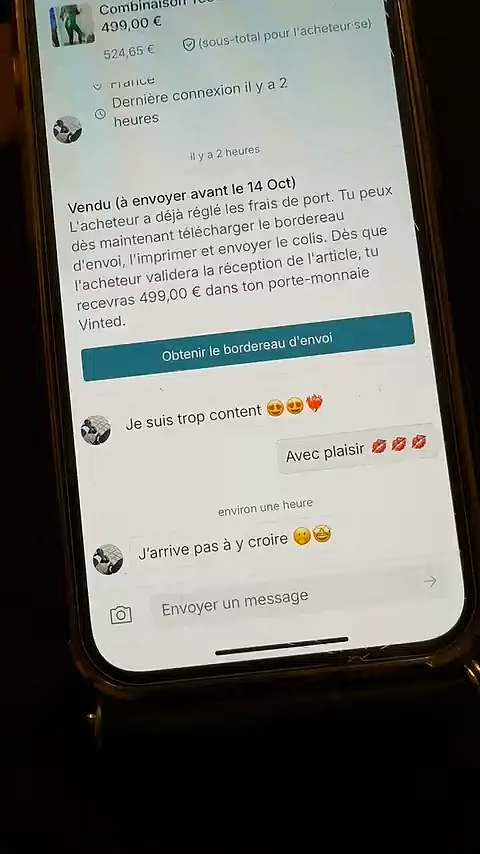 Combinaison
499,00 €
524,65 € (sous-total pour l'acheteur·se)
France
Dernière connexion il y a 2
heures
il y a 2 heures
Vendu (à envoyer avant le 14 Oct)
L'acheteur a déjà réglé les frais de port. Tu peux
dès maintenant télécharger le bordereau
d'envoi, l'imprimer et envoyer le colis. Dès que
l'acheteur validera la réception de l'article, tu
recevras 499,00 € dans ton porte-monnaie
Vinted.
Obtenir le bordereau d'envoi
Je suis trop content 😍😍❤️‍🔥
Avec plaisir 💋💋💋
environ une heure
J'arrive pas à y croire 🤫🤩
Envoyer un message